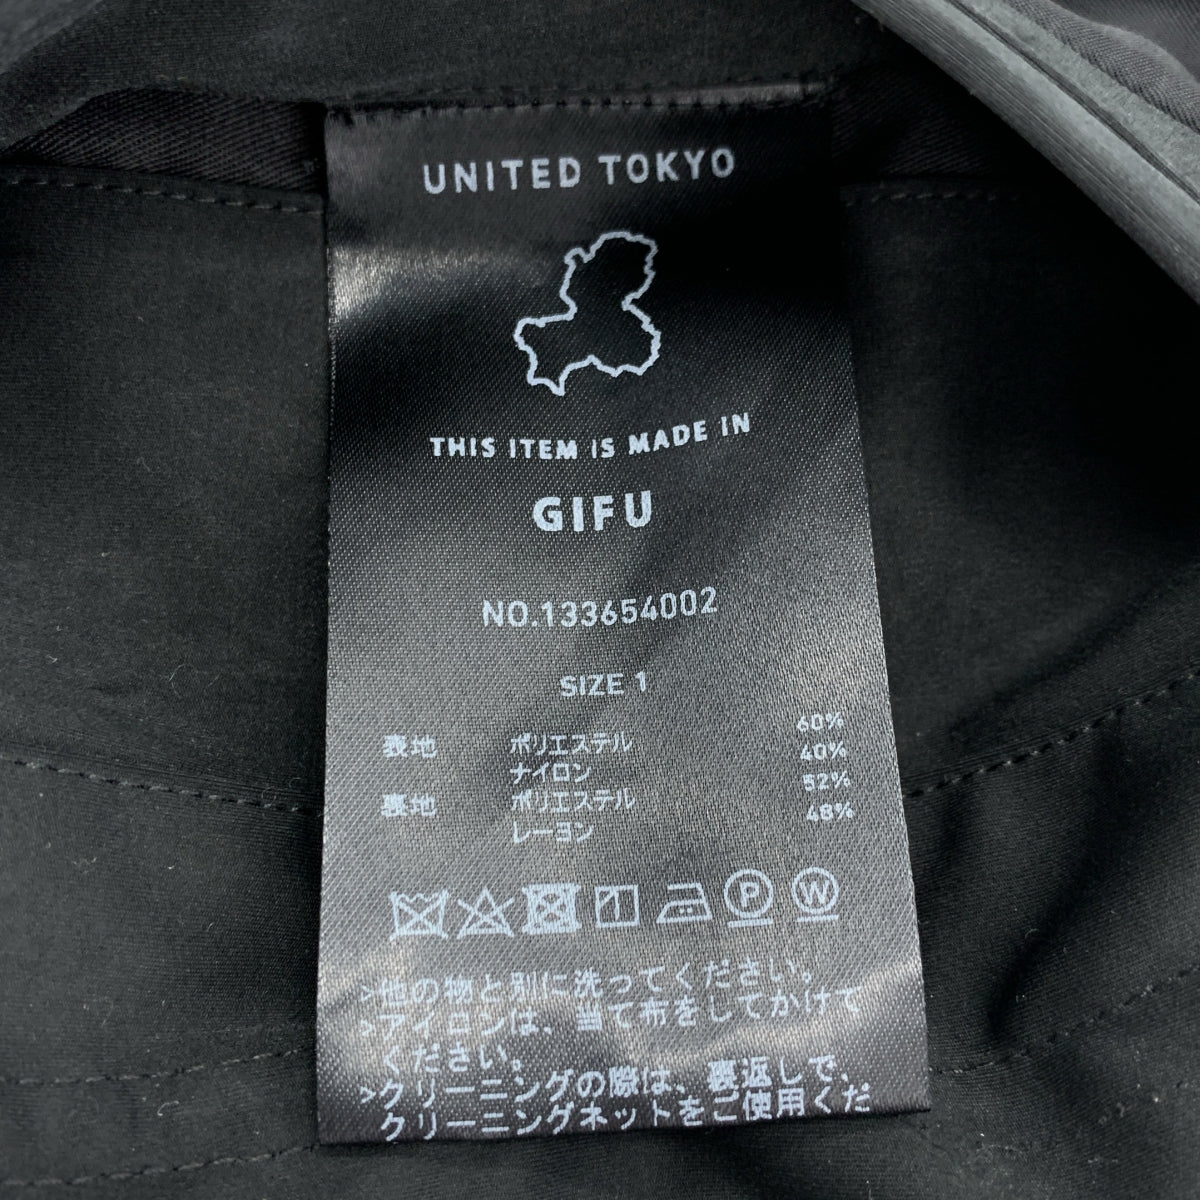 UNITED TOKYO
THIS ITEM IS MADE IN
GIFU
NO.133654002
SIZE 1
表地 ポリエステル 60%
ナイロン 40%
裏地 ポリエステル 52%
レーヨン 48%
P W
>他の物と別に洗ってください。
>アイロンは、当て布をしてかけて
ください。
>クリーニングの際は、裏返しで、
クリーニングネットをご使用くだ